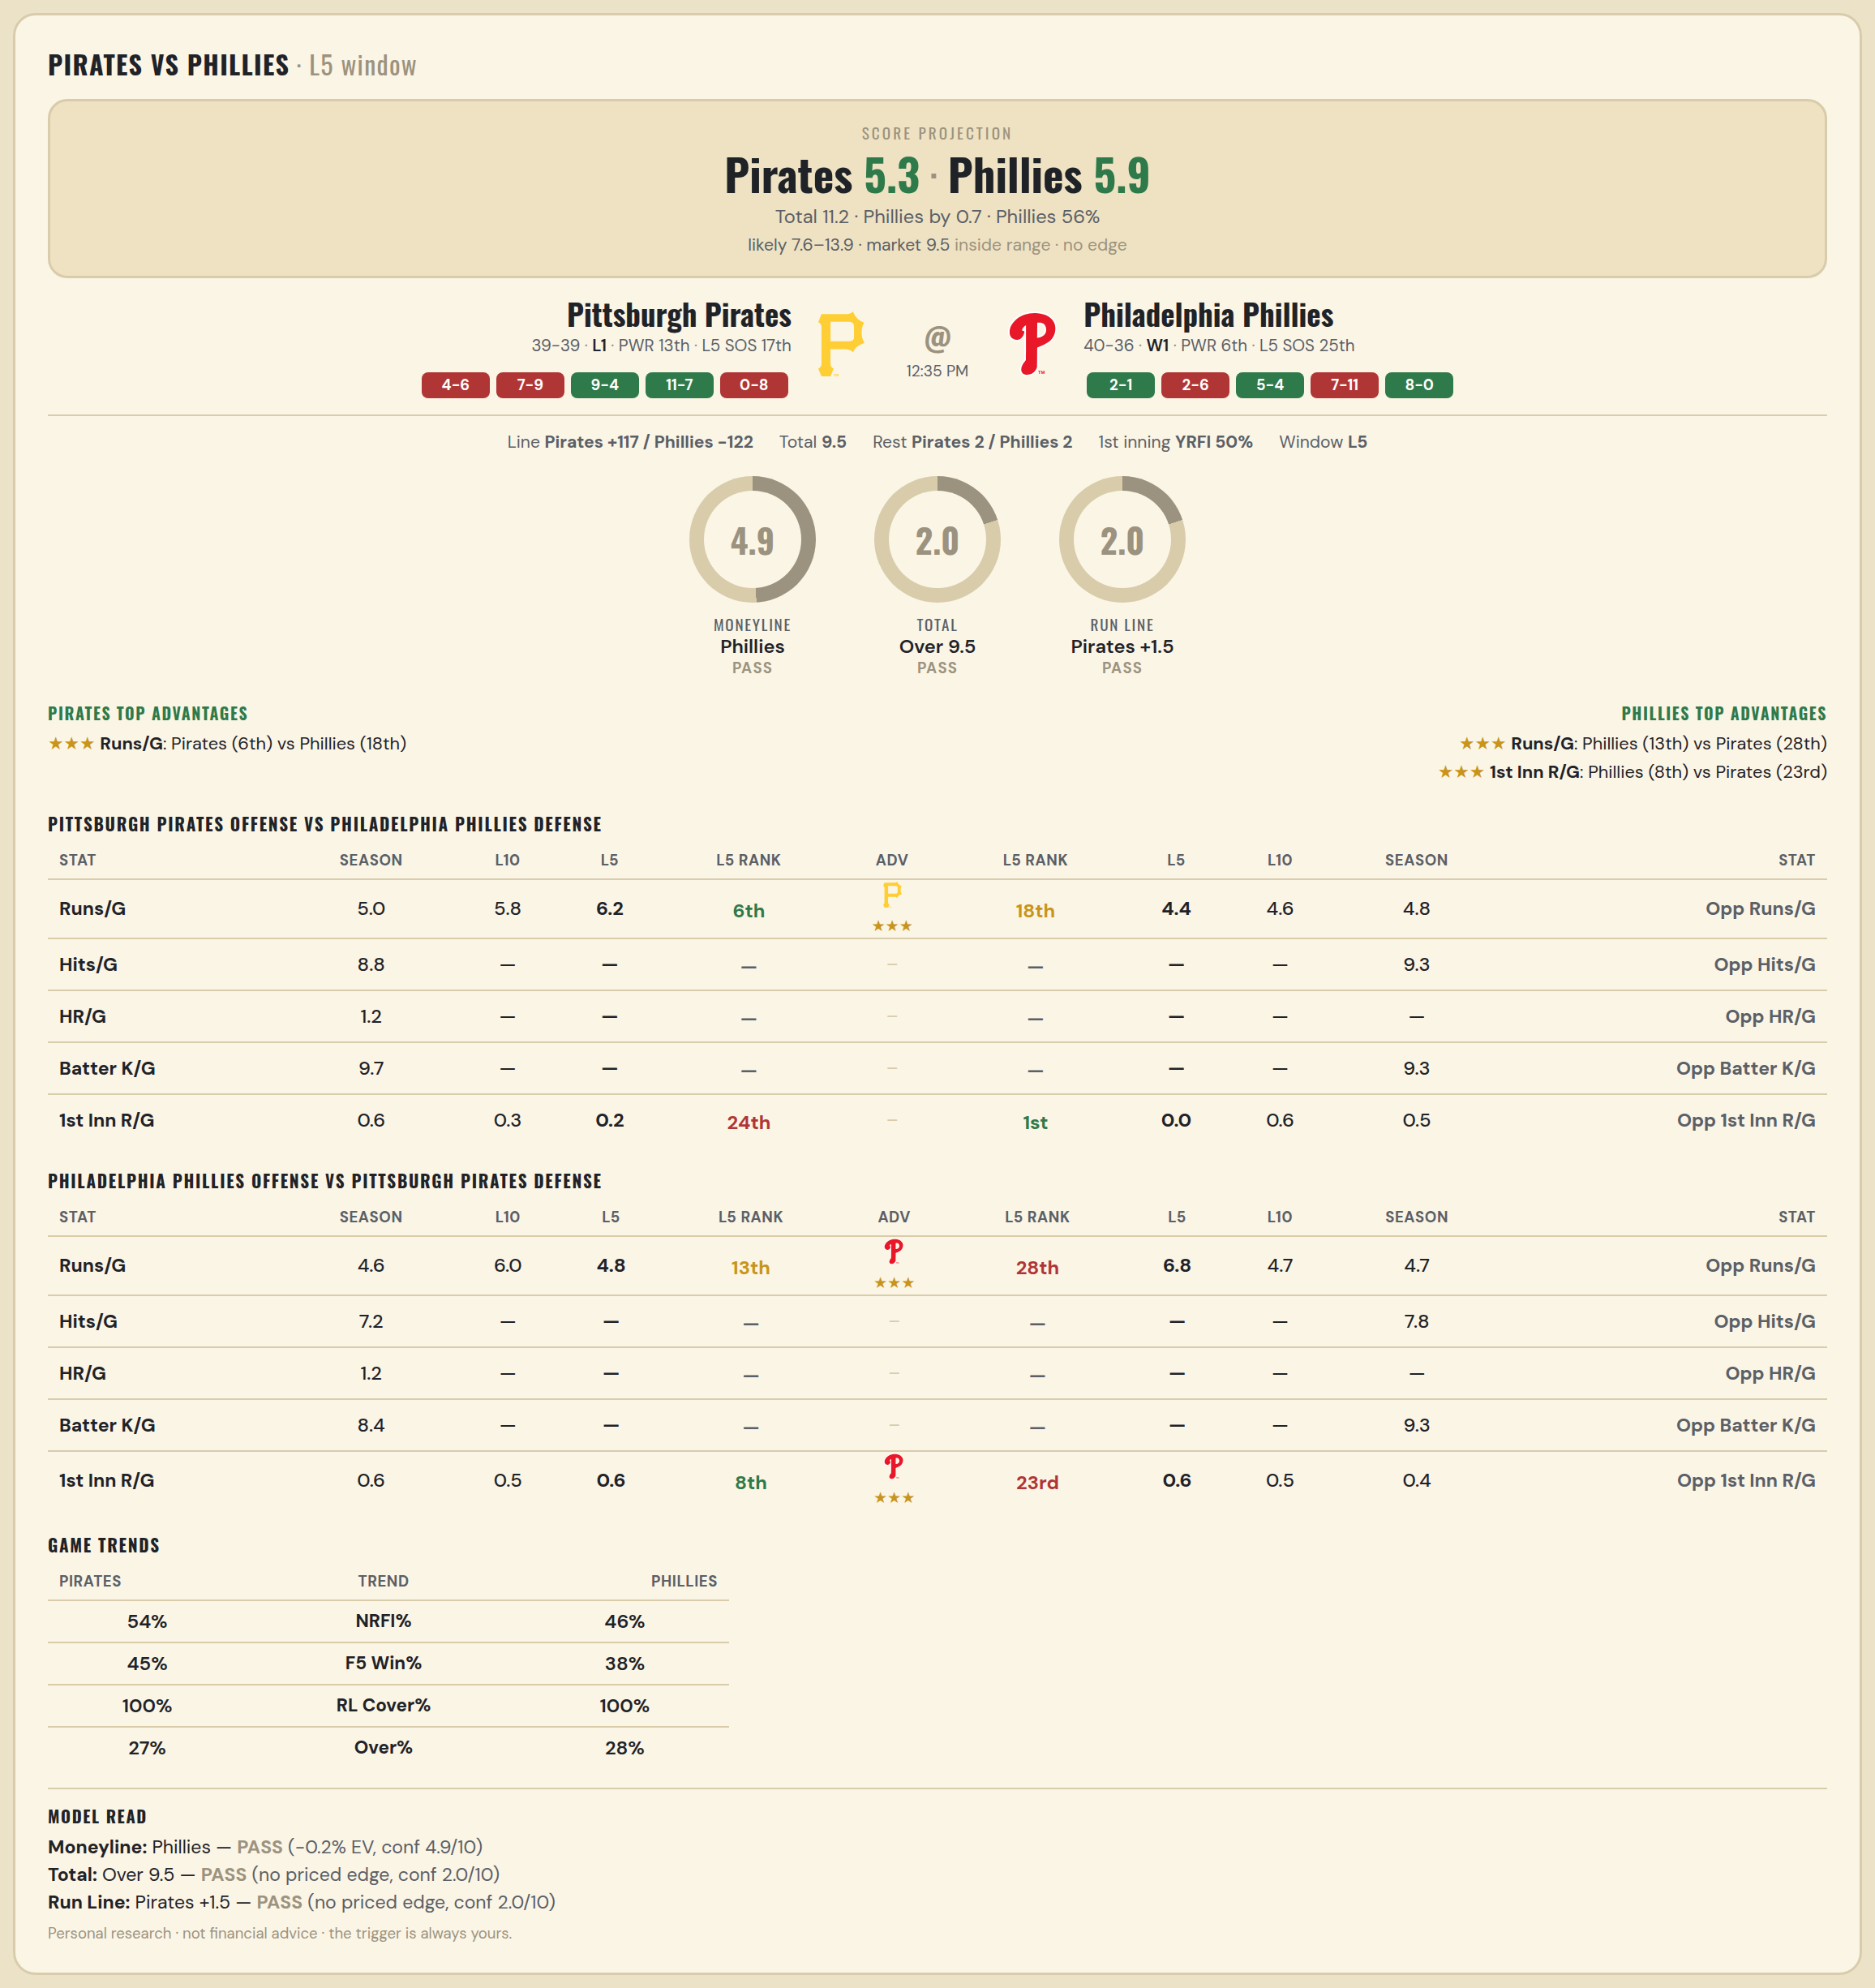 PIRATES VS PHILLIES · L5 window
SCORE PROJECTION
Pirates 5.3 · Phillies 5.9
Total 11.2 · Phillies by 0.7 · Phillies 56%
likely 7.6–13.9 · market 9.5 inside range · no edge
Pittsburgh Pirates
39-39 · L1 · PWR 13th · L5 SOS 17th
4-6 7-9 9-4 11-7 0-8
@
12:35 PM
Philadelphia Phillies
40-36 · W1 · PWR 6th · L5 SOS 25th
2-1 2-6 5-4 7-11 8-0
Line Pirates +117 / Phillies -122 Total 9.5 Rest Pirates 2 / Phillies 2 1st inning YRFI 50% Window L5
4.9 2.0 2.0
MONEYLINE TOTAL RUN LINE
Phillies Over 9.5 Pirates +1.5
PASS PASS PASS
PIRATES TOP ADVANTAGES
★★★ Runs/G: Pirates (6th) vs Phillies (18th)
PHILLIES TOP ADVANTAGES
★★★ Runs/G: Phillies (13th) vs Pirates (28th)
★★★ 1st Inn R/G: Phillies (8th) vs Pirates (23rd)
PITTSBURGH PIRATES OFFENSE VS PHILADELPHIA PHILLIES DEFENSE
STAT SEASON L10 L5 L5 RANK ADV L5 RANK L5 L10 SEASON STAT
Runs/G 5.0 5.8 6.2 6th ★★★ 18th 4.4 4.6 4.8 Opp Runs/G
Hits/G 8.8 — — — – — — — 9.3 Opp Hits/G
HR/G 1.2 — — — – — — — — Opp HR/G
Batter K/G 9.7 — — — – — — — 9.3 Opp Batter K/G
1st Inn R/G 0.6 0.3 0.2 24th – 1st 0.0 0.6 0.5 Opp 1st Inn R/G
PHILADELPHIA PHILLIES OFFENSE VS PITTSBURGH PIRATES DEFENSE
STAT SEASON L10 L5 L5 RANK ADV L5 RANK L5 L10 SEASON STAT
Runs/G 4.6 6.0 4.8 13th ★★★ 28th 6.8 4.7 4.7 Opp Runs/G
Hits/G 7.2 — — — – — — — 7.8 Opp Hits/G
HR/G 1.2 — — — – — — — — Opp HR/G
Batter K/G 8.4 — — — – — — — 9.3 Opp Batter K/G
1st Inn R/G 0.6 0.5 0.6 8th ★★★ 23rd 0.6 0.5 0.4 Opp 1st Inn R/G
GAME TRENDS
PIRATES TREND PHILLIES
54% NRFI% 46%
45% F5 Win% 38%
100% RL Cover% 100%
27% Over% 28%
MODEL READ
Moneyline: Phillies — PASS (-0.2% EV, conf 4.9/10)
Total: Over 9.5 — PASS (no priced edge, conf 2.0/10)
Run Line: Pirates +1.5 — PASS (no priced edge, conf 2.0/10)
Personal research · not financial advice · the trigger is always yours.